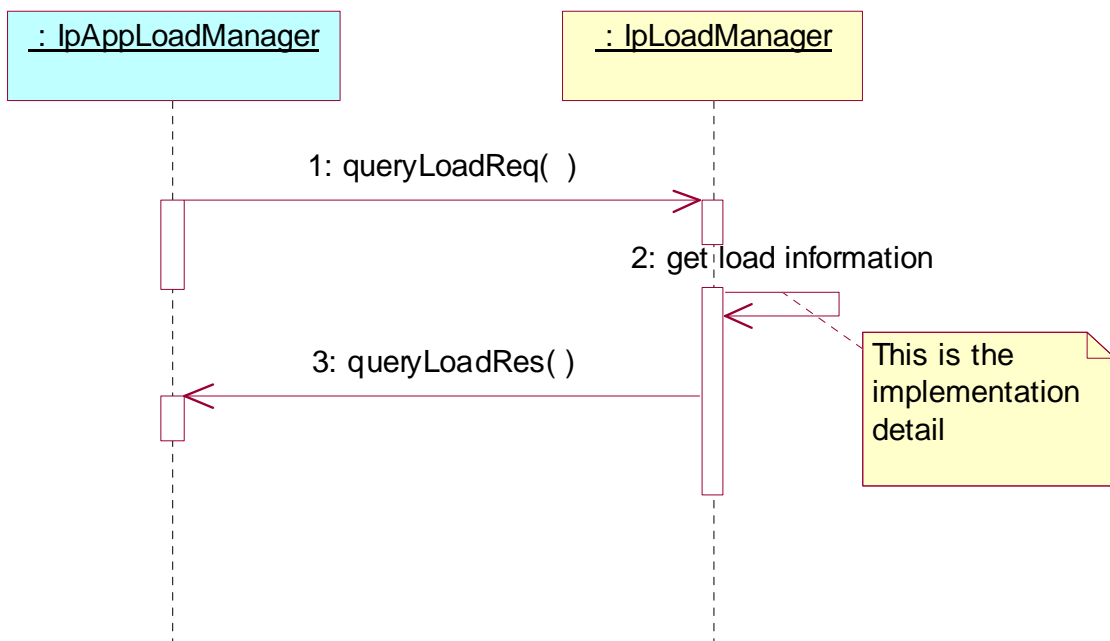 : IpAppLoadManager
: IpLoadManager
1: queryLoadReq( )
2: get load information
3: queryLoadRes( )
This is the
implementation
detail